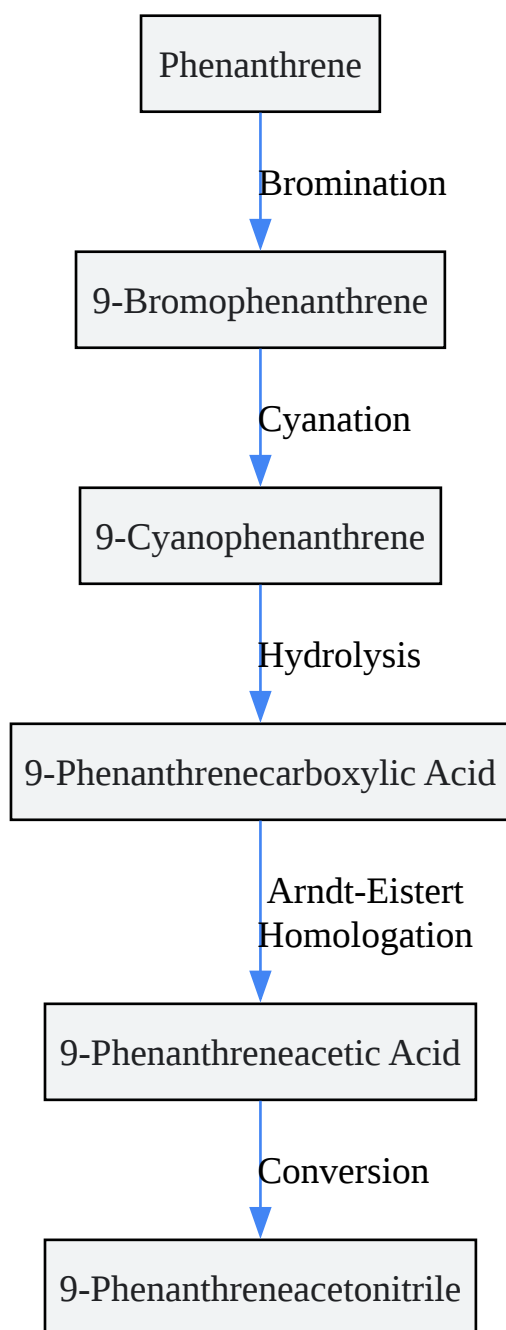 Phenanthrene
Bromination
9-Bromophenanthrene
Cyanation
9-Cyanophenanthrene
Hydrolysis
9-Phenanthrenecarboxylic Acid
Arndt-Eistert
Homologation
9-Phenanthreneacetic Acid
Conversion
9-Phenanthreneacetonitrile